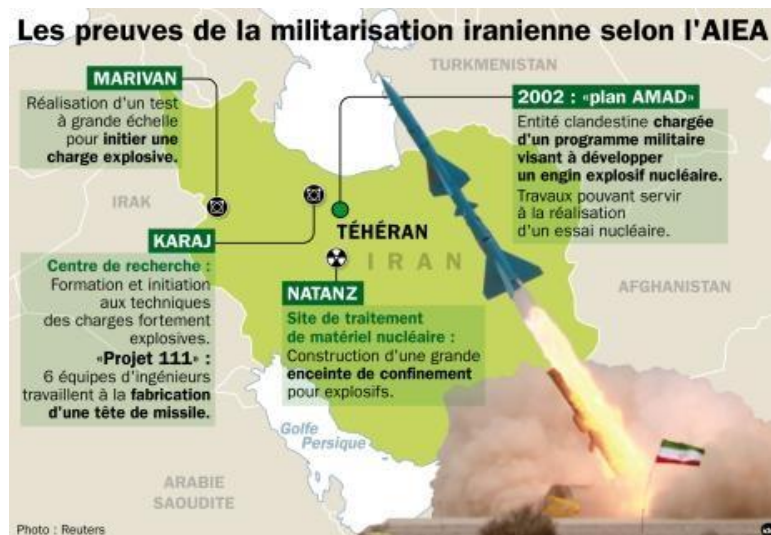 Les preuves de la militarisation iranienne selon l'AIEA
MARIVAN
Réalisation d'un test
à grande échelle
pour initier une
charge explosive.
TURKMENISTAN
2002 : «plan AMAD»
Entité clandestine chargée
d'un programme militaire
visant à développer
un engin explosif nucléaire.
Travaux pouvant servir
à la réalisation
d'un essai nucléaire.
IRAK
TÉHÉRAN
IRAN
AFGHANISTAN
KARAJ
Centre de recherche :
Formation et initiation
aux techniques
des charges fortement
explosives.
«Projet 111» :
6 équipes d'ingénieurs
travaillent à la fabrication
d'une tête de missile.
NATANZ
Site de traitement
de matériel nucléaire :
Construction d'une grande
enceinte de confinement
pour explosifs.
Golfe
Persique
ARABIE
SAOUDITE
Photo : Reuters